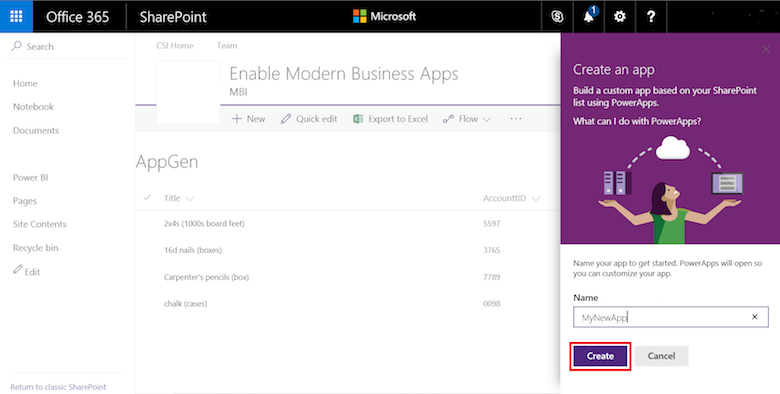 Office 365
SharePoint
Microsoft
1
?
Search
CSI Home
Team
Enable Modern Business Apps
MBI
Home
Notebook
Documents
Power BI
Pages
Site Contents
Recycle bin
Edit
Return to classic SharePoint
New
Quick edit
Export to Excel
Flow
...
AppGen
Title
AccounttID
2x4s (1000s board feet)
5597
16d nails (boxes)
3765
Carpenter's pencils (box)
7789
chalk (cases)
0098
Create an app
Build a custom app based on your SharePoint
list using PowerApps.
What can I do with PowerApps?
Name your app to get started. PowerApps will open so
you can customize your app.
Name
MyNewApp
Create
Cancel